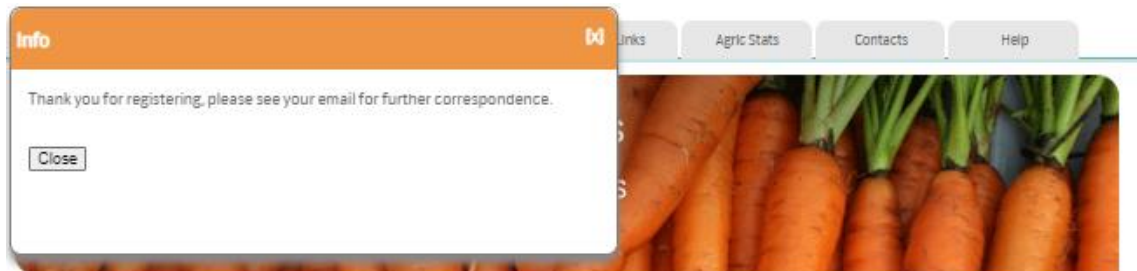 Info
[x]
Links
Agric Stats
Contacts
Help
Thank you for registering, please see your email for further correspondence.
Close
s
s